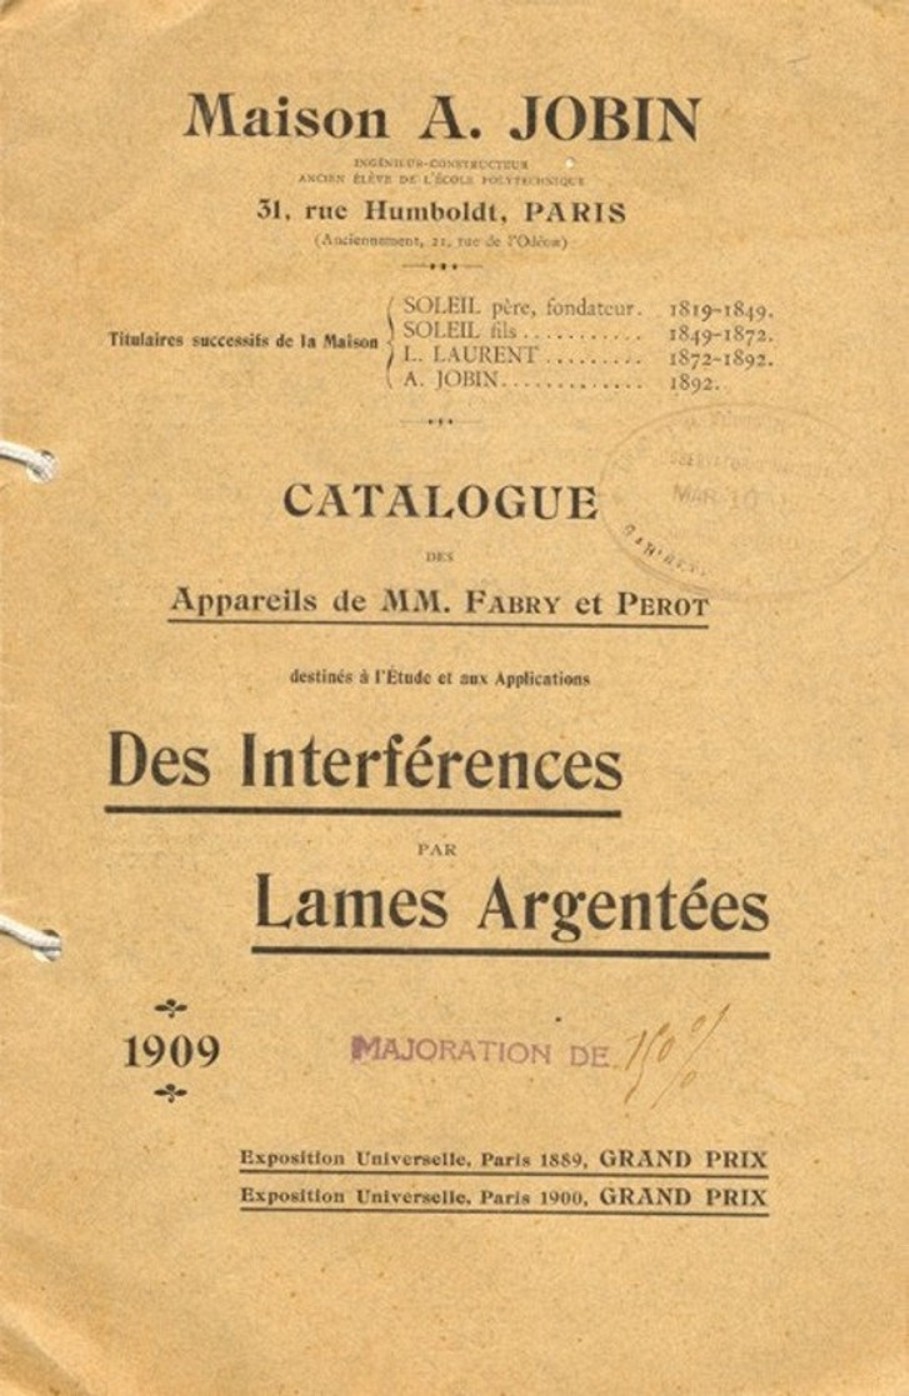 Maison A. JOBIN
INGÉNIEUR-CONSTRUCTEUR
ANCIEN ÉLÈVE DE L'ÉCOLE POLYTECHNIQUE
31, rue Humboldt, PARIS
(Anciennement, 21, rue de l'Odéon)
Titulaires successifs de la Maison
SOLEIL père, fondateur. 1819-1849.
SOLEIL fils........... 1849-1872.
L. LAURENT......... 1872-1892.
A. JOBIN............. 1892.
CATALOGUE
DES
Appareils de MM. FABRY et PEROT
destinés à l'Étude et aux Applications
Des Interférences
PAR
Lames Argentées
1909
MAJORATION DE 150%
Exposition Universelle, Paris 1889, GRAND PRIX
Exposition Universelle, Paris 1900, GRAND PRIX
MAR 10